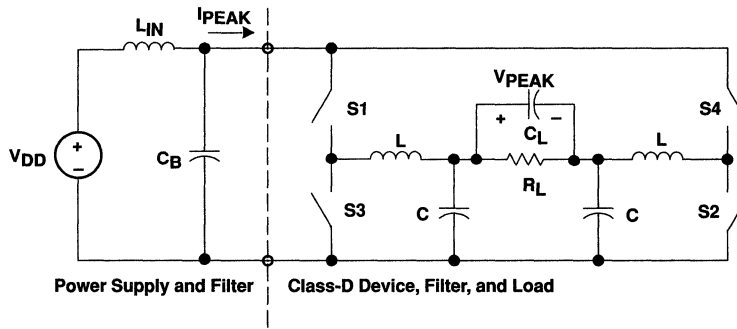 IPEAK
LIN
VPEAK
S1
S4
+ −
CL
L
L
VDD
+
−
CB
RL
S3
C
C
S2
Power Supply and Filter
Class-D Device, Filter, and Load